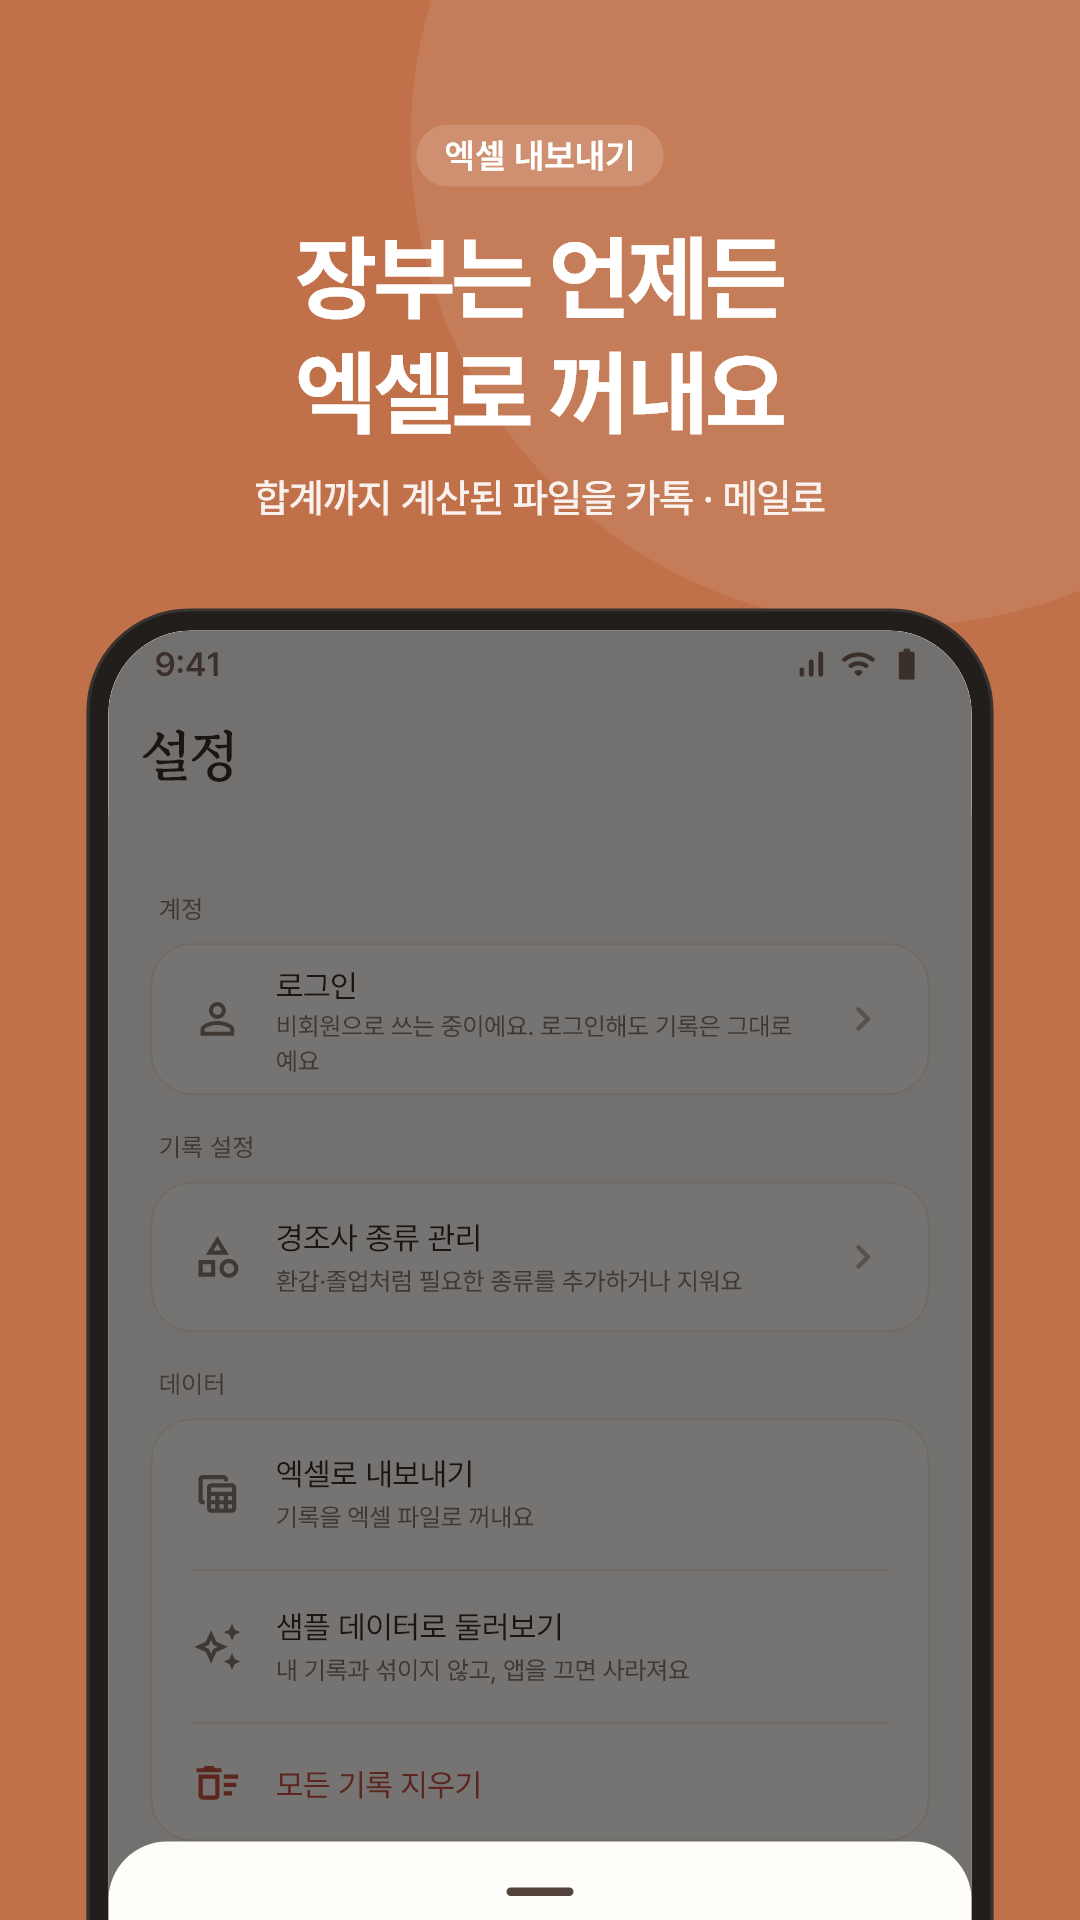 엑셀 내보내기
장부는 언제든
엑셀로 꺼내요
합계까지 계산된 파일을 카톡 · 메일로
9:41
설정
계정
로그인
비회원으로 쓰는 중이에요. 로그인해도 기록은 그대로
예요
기록 설정
경조사 종류 관리
환갑·졸업처럼 필요한 종류를 추가하거나 지워요
데이터
엑셀로 내보내기
기록을 엑셀 파일로 꺼내요
샘플 데이터로 둘러보기
내 기록과 섞이지 않고, 앱을 끄면 사라져요
모든 기록 지우기